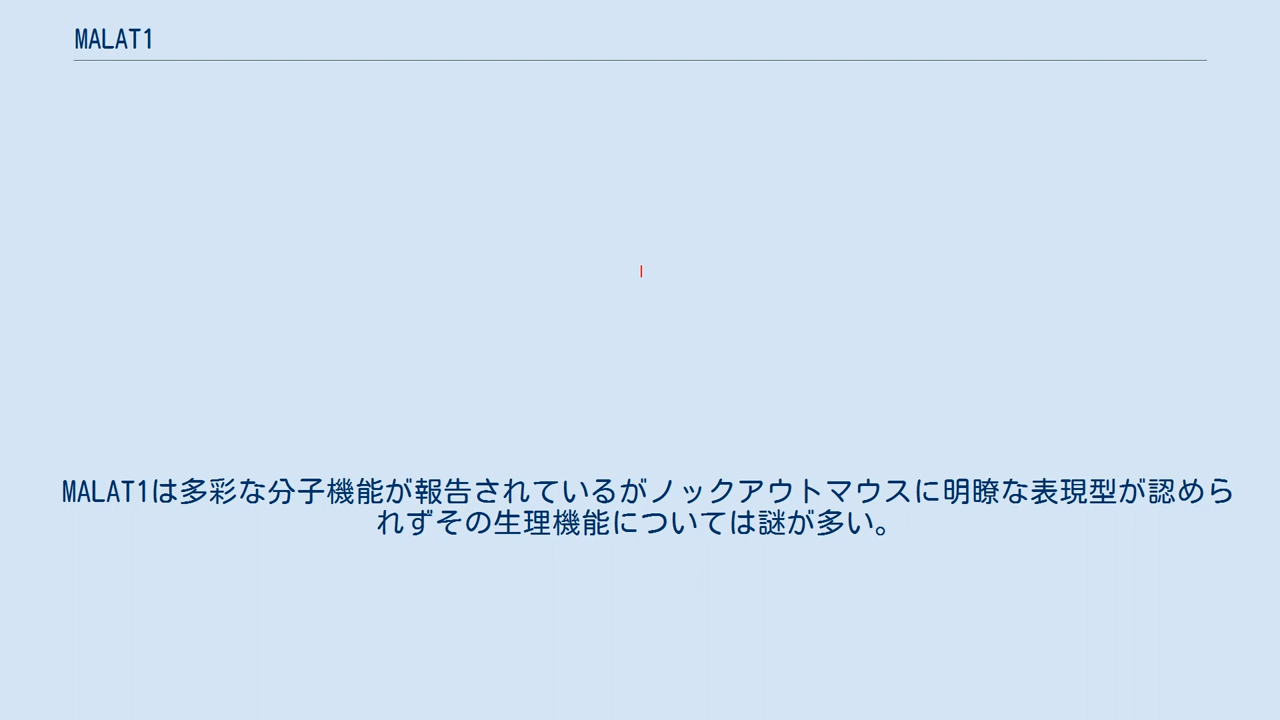 MALAT1
MALAT1は多彩な分子機能が報告されているがノックアウトマウスに明瞭な表現型が認めら
れずその生理機能については謎が多い。